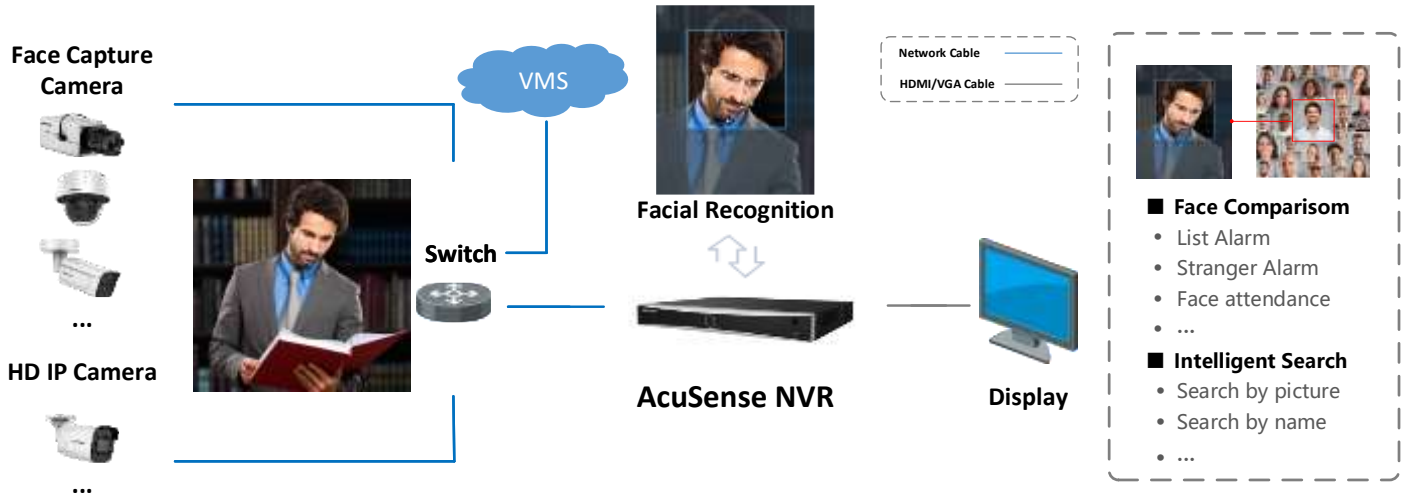 Face Capture
Camera
...
HD IP Camera
...
VMS
Switch
Facial Recognition
AcuSense NVR
Display
Network Cable
HDMI/VGA Cable
■ Face Comparisom
• List Alarm
• Stranger Alarm
• Face attendance
• ...
■ Intelligent Search
• Search by picture
• Search by name
• ...